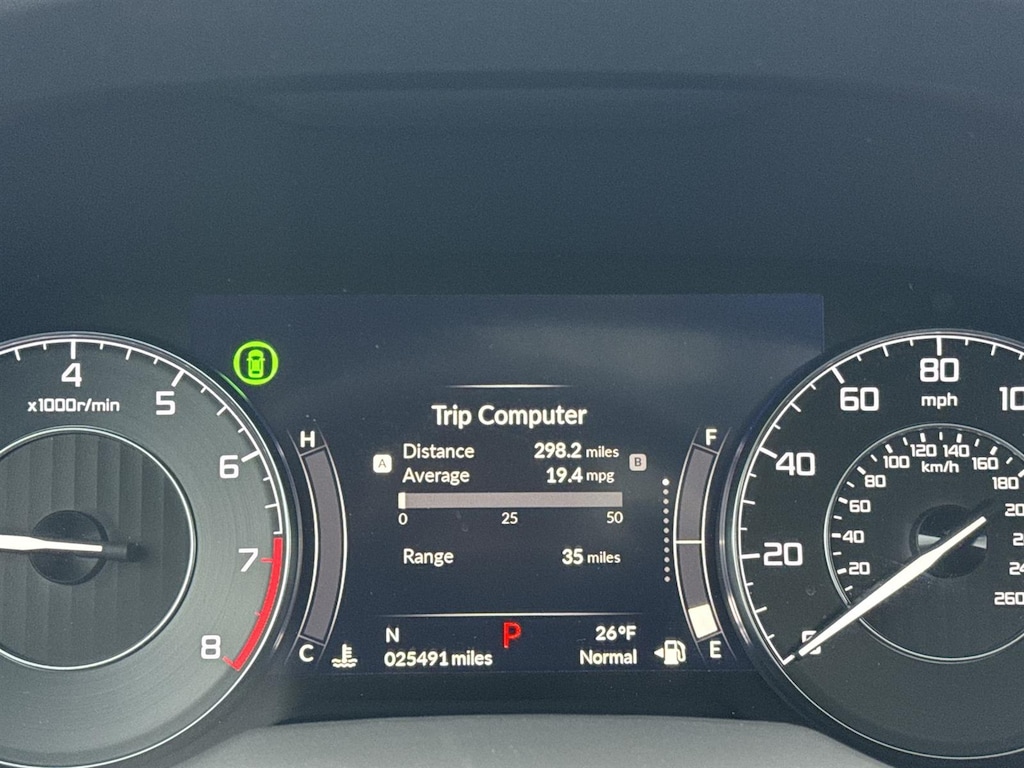 4
x1000r/min
5
6
7
8
H
C
Trip Computer
A
Distance 298.2 miles
B
Average 19.4 mpg
0 25 50
Range 35 miles
N
P
26°F
025491 miles
Normal
F
E
80
mph
60
40
20
120 140
100 160
km/h
80 180
60
40
20
260